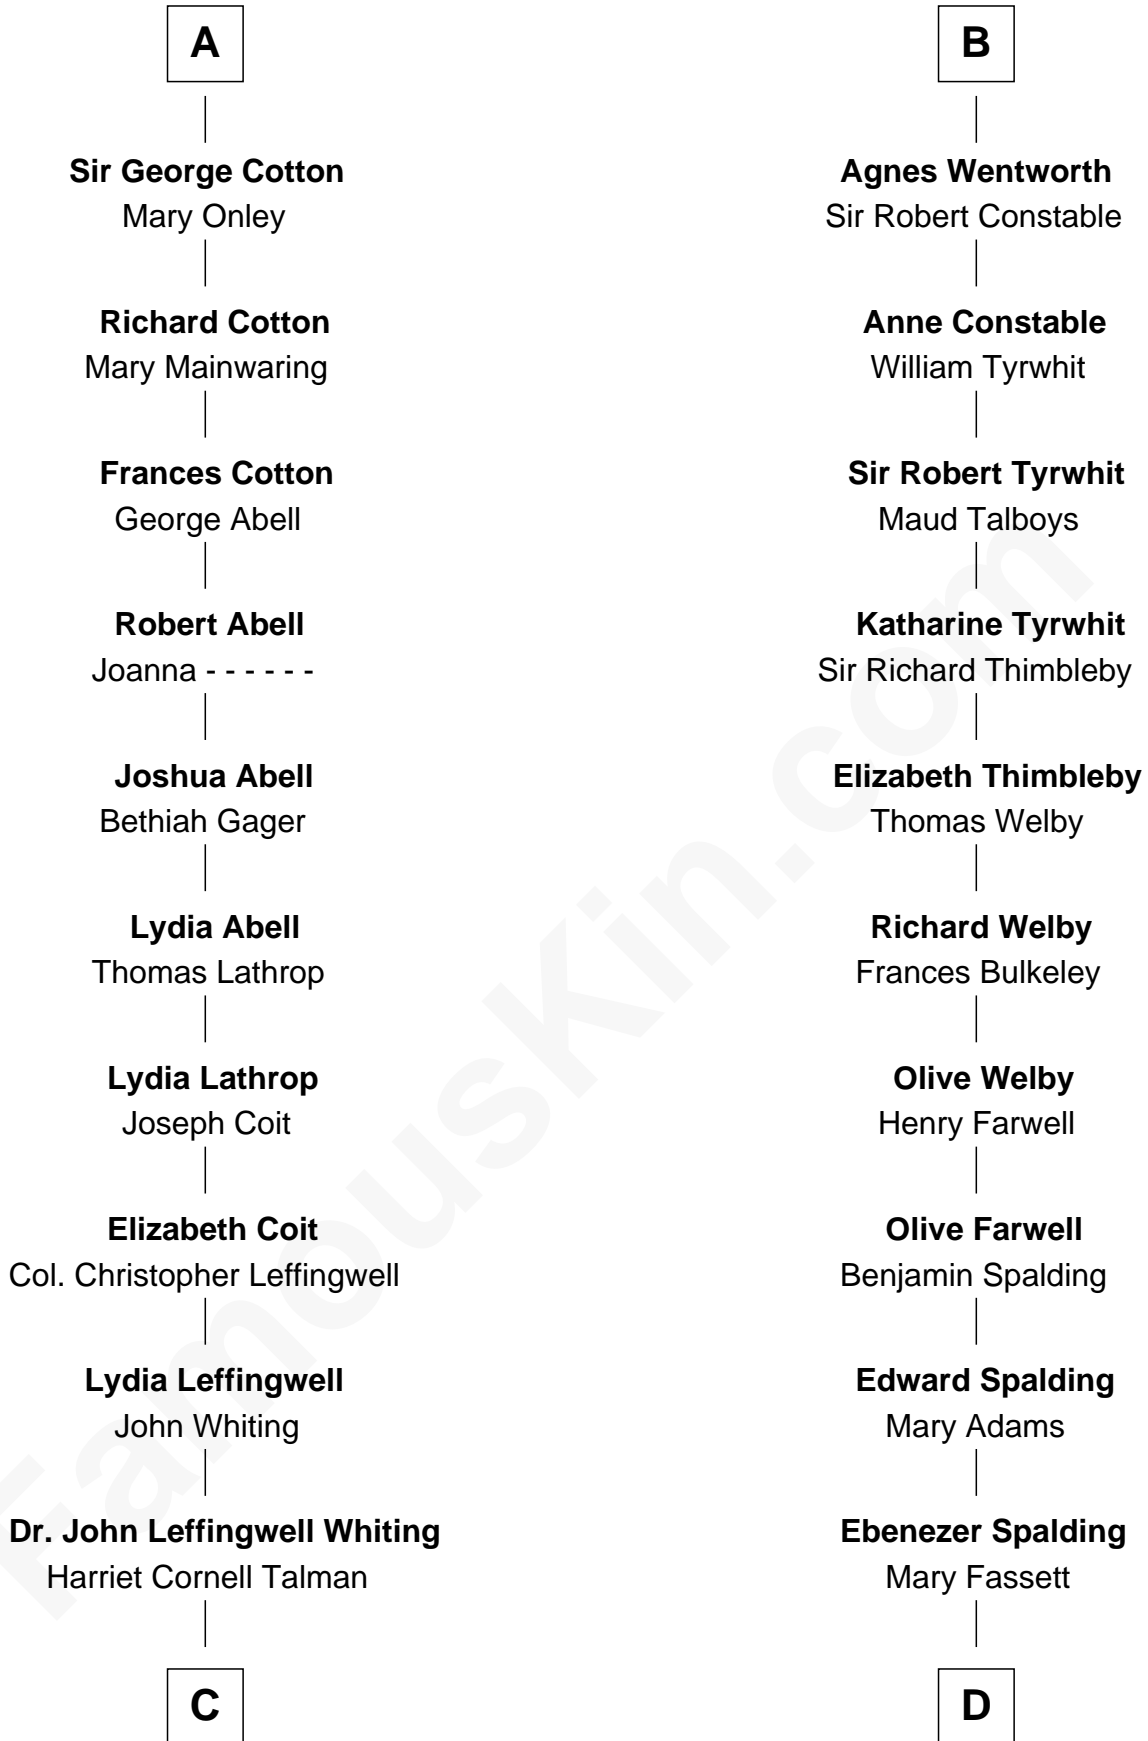 A
Sir George Cotton
Mary Onley
Richard Cotton
Mary Mainwaring
Frances Cotton
George Abell
Robert Abell
Joanna - - - - - -
Joshua Abell
Bethiah Gager
Lydia Abell
Thomas Lathrop
Lydia Lathrop
Joseph Coit
Elizabeth Coit
Col. Christopher Leffingwell
Lydia Leffingwell
John Whiting
Dr. John Leffingwell Whiting
Harriet Cornell Talman
C
B
Agnes Wentworth
Sir Robert Constable
Anne Constable
William Tyrwhit
Sir Robert Tyrwhit
Maud Talboys
Katharine Tyrwhit
Sir Richard Thimbleby
Elizabeth Thimbleby
Thomas Welby
Richard Welby
Frances Bulkeley
Olive Welby
Henry Farwell
Olive Farwell
Benjamin Spalding
Edward Spalding
Mary Adams
Ebenezer Spalding
Mary Fassett
D
FamousKin.com